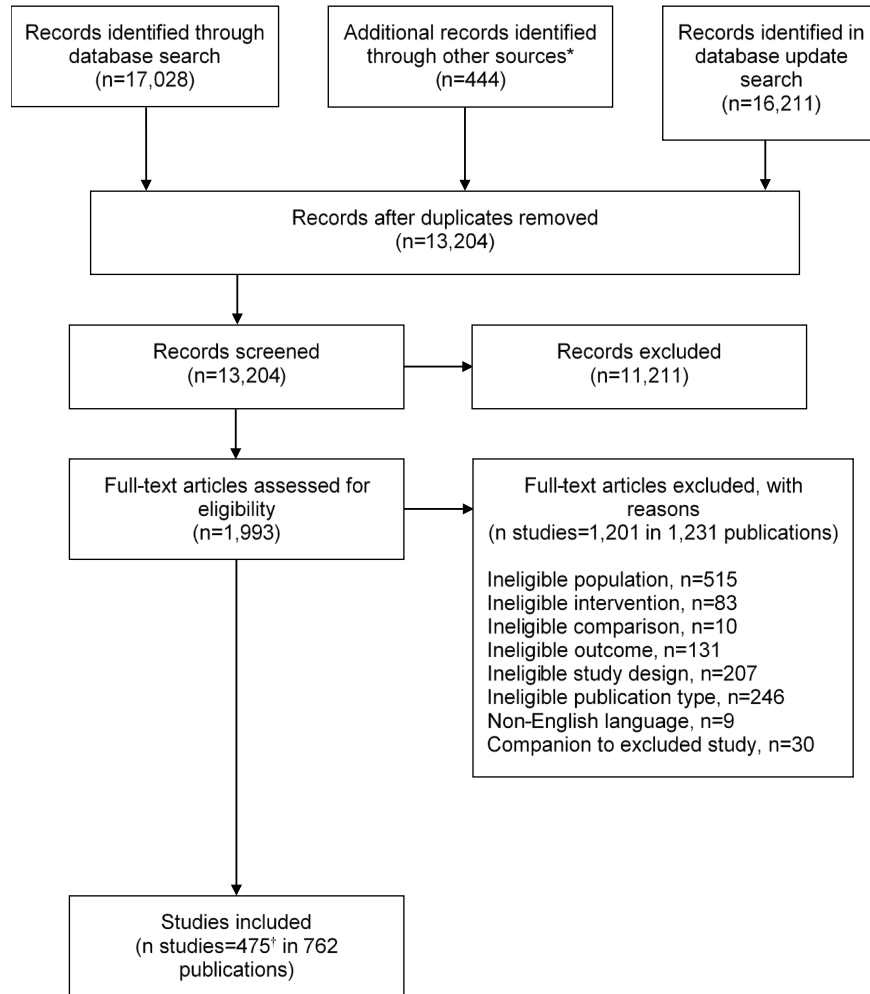 Records identified through
database search
(n=17,028)
Additional records identified
through other sources*
(n=444)
Records identified in
database update
search
(n=16,211)
Records after duplicates removed
(n=13,204)
Records screened
(n=13,204)
Records excluded
(n=11,211)
Full-text articles assessed for
eligibility
(n=1,993)
Full-text articles excluded, with
reasons
(n studies=1,201 in 1,231 publications)
Ineligible population, n=515
Ineligible intervention, n=83
Ineligible comparison, n=10
Ineligible outcome, n=131
Ineligible study design, n=207
Ineligible publication type, n=246
Non-English language, n=9
Companion to excluded study, n=30
Studies included
(n studies=475† in 762
publications)